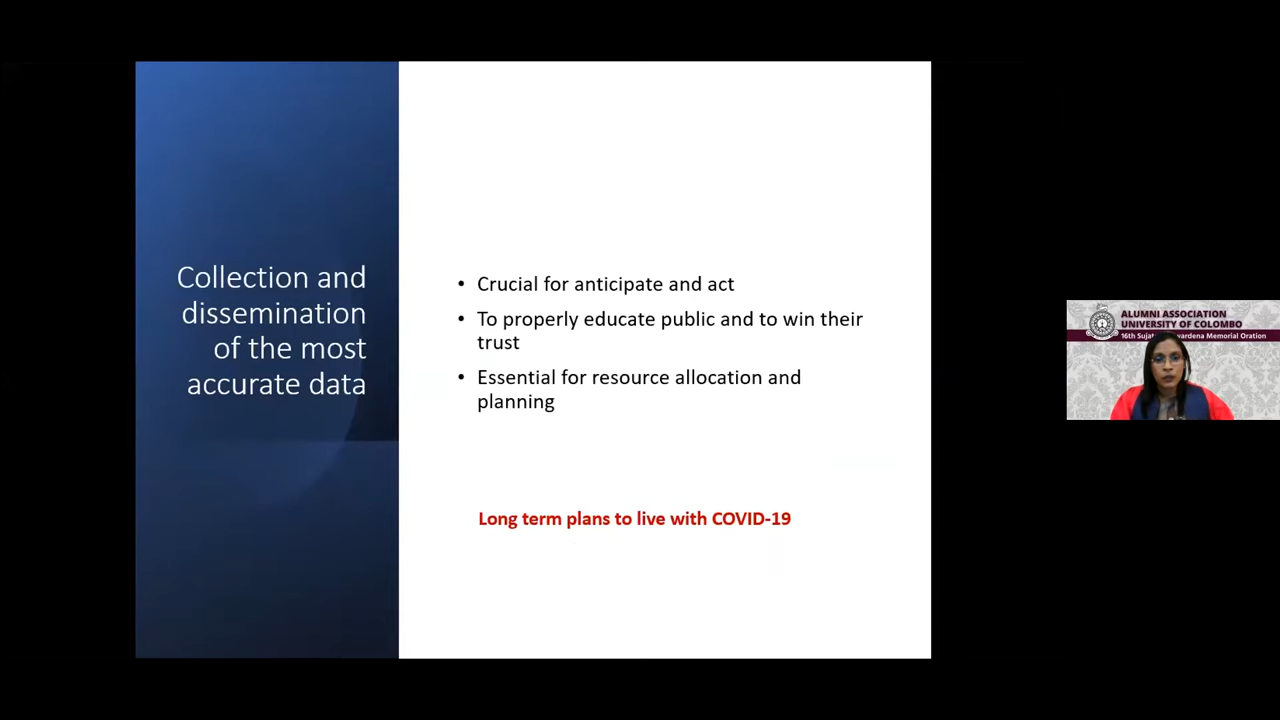 Collection and
dissemination
of the most
accurate data
• Crucial for anticipate and act
• To properly educate public and to win their
trust
• Essential for resource allocation and
planning
Long term plans to live with COVID-19
ALUMNI ASSOCIATION
UNIVERSITY OF COLOMBO
16th Memorial Oration